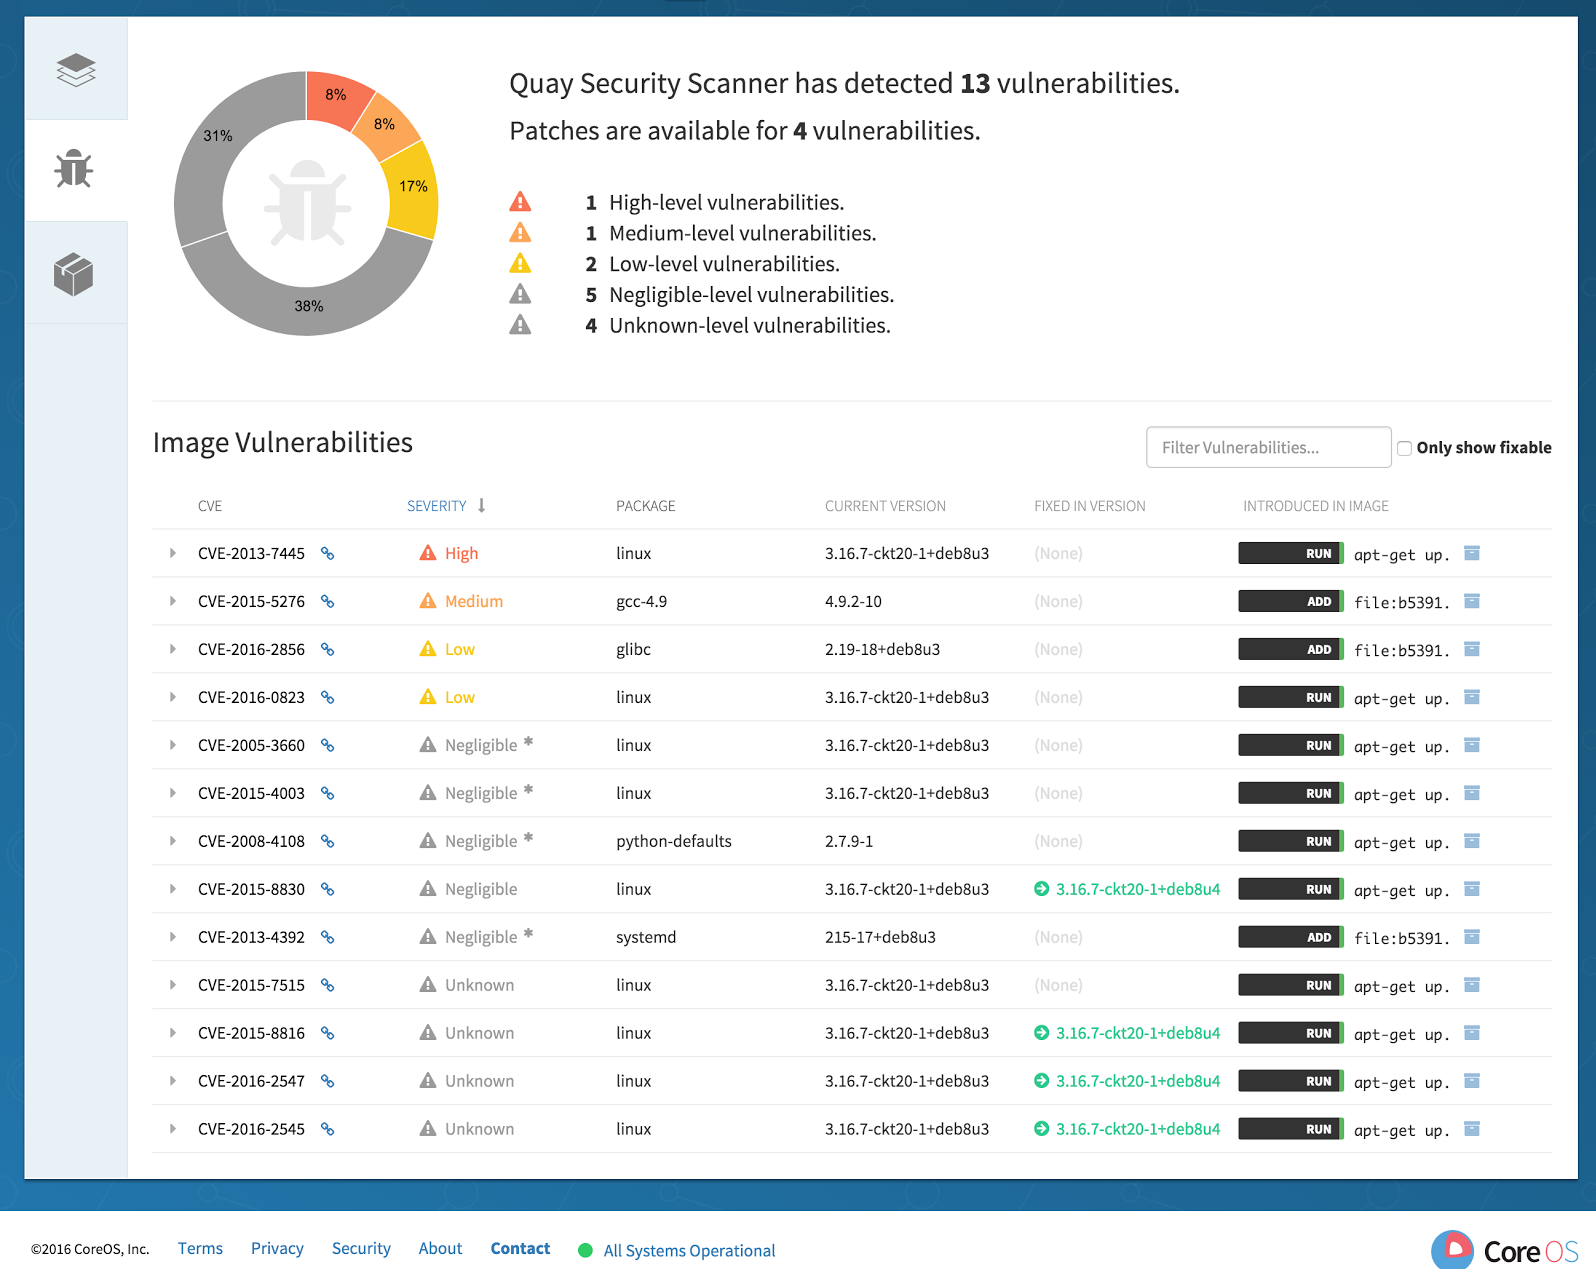 8%
8%
17%
38%
31%
Quay Security Scanner has detected 13 vulnerabilities.
Patches are available for 4 vulnerabilities.
1 High-level vulnerabilities.
1 Medium-level vulnerabilities.
2 Low-level vulnerabilities.
5 Negligible-level vulnerabilities.
4 Unknown-level vulnerabilities.
Image Vulnerabilities
Filter Vulnerabilities... Only show fixable
CVE SEVERITY PACKAGE CURRENT VERSION FIXED IN VERSION INTRODUCED IN IMAGE
CVE-2013-7445 High linux 3.16.7-ckt20-1+deb8u3 (None) RUN apt-get up.
CVE-2015-5276 Medium gcc-4.9 4.9.2-10 (None) ADD file:b5391.
CVE-2016-2856 Low glibc 2.19-18+deb8u3 (None) ADD file:b5391.
CVE-2016-0823 Low linux 3.16.7-ckt20-1+deb8u3 (None) RUN apt-get up.
CVE-2005-3660 Negligible * linux 3.16.7-ckt20-1+deb8u3 (None) RUN apt-get up.
CVE-2015-4003 Negligible * linux 3.16.7-ckt20-1+deb8u3 (None) RUN apt-get up.
CVE-2008-4108 Negligible * python-defaults 2.7.9-1 (None) RUN apt-get up.
CVE-2015-8830 Negligible linux 3.16.7-ckt20-1+deb8u3 3.16.7-ckt20-1+deb8u4 RUN apt-get up.
CVE-2013-4392 Negligible * systemd 215-17+deb8u3 (None) ADD file:b5391.
CVE-2015-7515 Unknown linux 3.16.7-ckt20-1+deb8u3 (None) RUN apt-get up.
CVE-2015-8816 Unknown linux 3.16.7-ckt20-1+deb8u3 3.16.7-ckt20-1+deb8u4 RUN apt-get up.
CVE-2016-2547 Unknown linux 3.16.7-ckt20-1+deb8u3 3.16.7-ckt20-1+deb8u4 RUN apt-get up.
CVE-2016-2545 Unknown linux 3.16.7-ckt20-1+deb8u3 3.16.7-ckt20-1+deb8u4 RUN apt-get up.
©2016 CoreOS, Inc. Terms Privacy Security About Contact All Systems Operational Core OS